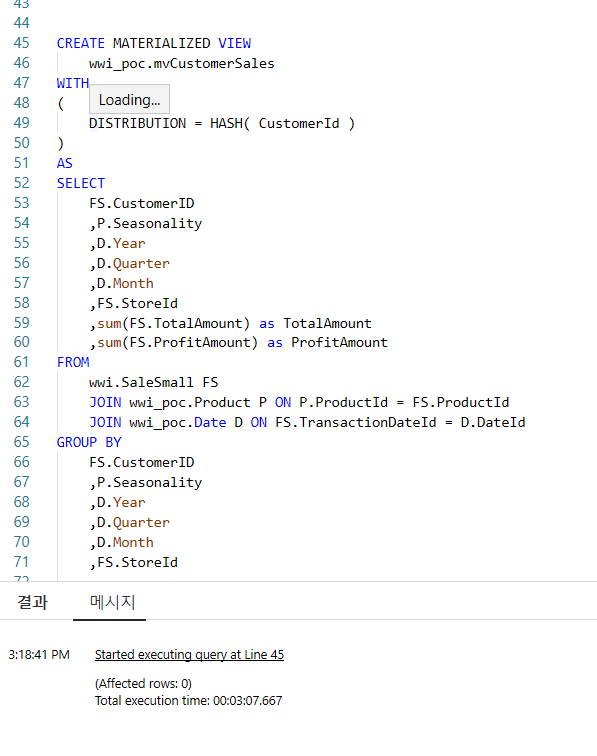 43
44
45 CREATE MATERIALIZED VIEW
46 wwi_poc.mvCustomerSales
47 WITH
Loading...
48 (
49 DISTRIBUTION = HASH( CustomerId )
50 )
51 AS
52 SELECT
53 FS.CustomerID
54 ,P.Seasonality
55 ,D.Year
56 ,D.Quarter
57 ,D.Month
58 ,FS.StoreId
59 ,sum(FS.TotalAmount) as TotalAmount
60 ,sum(FS.ProfitAmount) as ProfitAmount
61 FROM
62 wwi.SaleSmall FS
63 JOIN wwi_poc.Product P ON P.ProductId = FS.ProductId
64 JOIN wwi_poc.Date D ON FS.TransactionDateId = D.DateId
65 GROUP BY
66 FS.CustomerID
67 ,P.Seasonality
68 ,D.Year
69 ,D.Quarter
70 ,D.Month
71 ,FS.StoreId
72
결과 메시지
3:18:41 PM Started executing query at Line 45
(Affected rows: 0)
Total execution time: 00:03:07.667